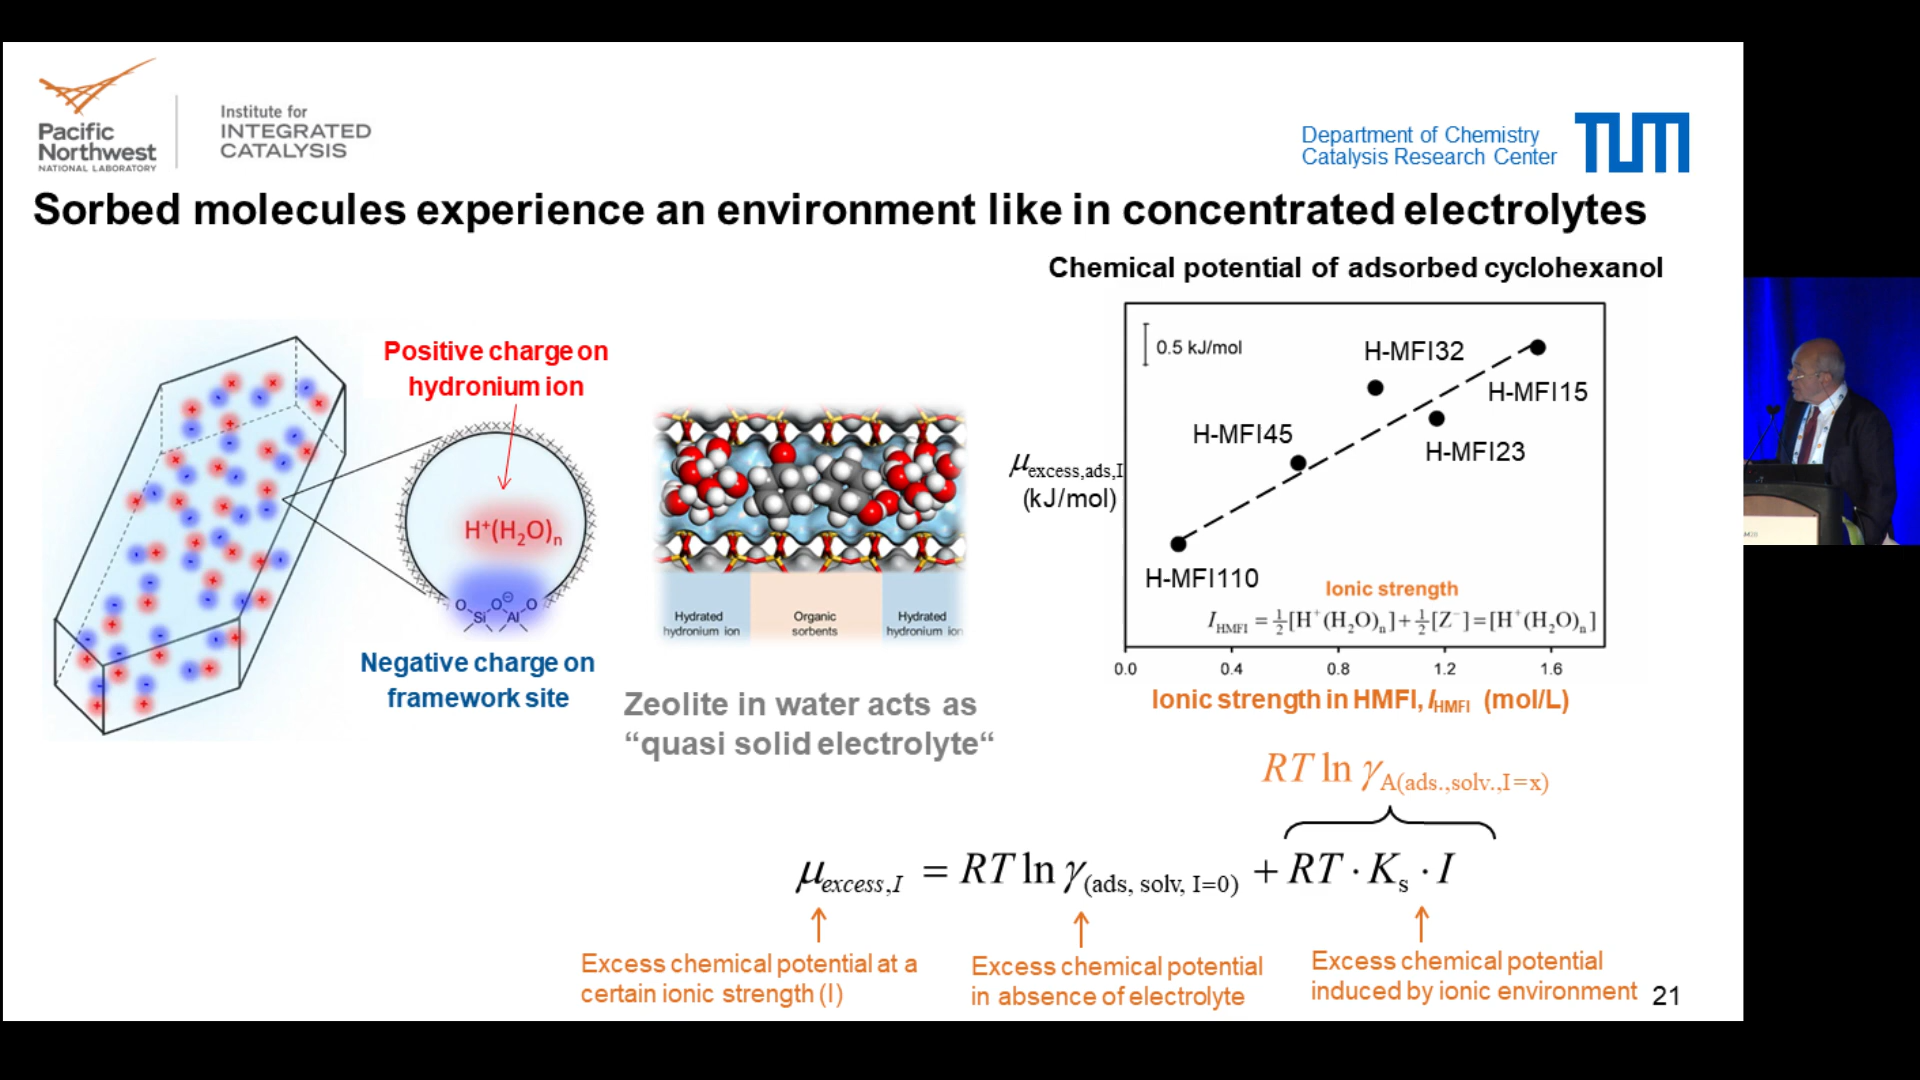 Pacific
Northwest
NATIONAL LABORATORY
Institute for
INTEGRATED
CATALYSIS
Department of Chemistry
Catalysis Research Center
TUM
Sorbed molecules experience an environment like in concentrated electrolytes
Chemical potential of adsorbed cyclohexanol
Positive charge on
hydronium ion
H⁺(H₂O)ₙ
O O⊖ O
Si Al
Negative charge on
framework site
Hydrated
hydronium ion
Organic
sorbents
Hydrated
hydronium ion
Zeolite in water acts as
“quasi solid electrolyte“
0.5 kJ/mol
H-MFI32
H-MFI15
H-MFI45
H-MFI23
H-MFI110
μexcess,ads,I
(kJ/mol)
Ionic strength
I_HMFI = ½[H⁺(H₂O)ₙ]+½[Z⁻]=[H⁺(H₂O)ₙ]
0.0 0.4 0.8 1.2 1.6
Ionic strength in HMFI, I_HMFI (mol/L)
RT ln γ_A(ads.,solv.,I=x)
μ_excess,I = RT ln γ_(ads, solv, I=0) + RT · K_s · I
Excess chemical potential at a
certain ionic strength (I)
Excess chemical potential
in absence of electrolyte
Excess chemical potential
induced by ionic environment
21